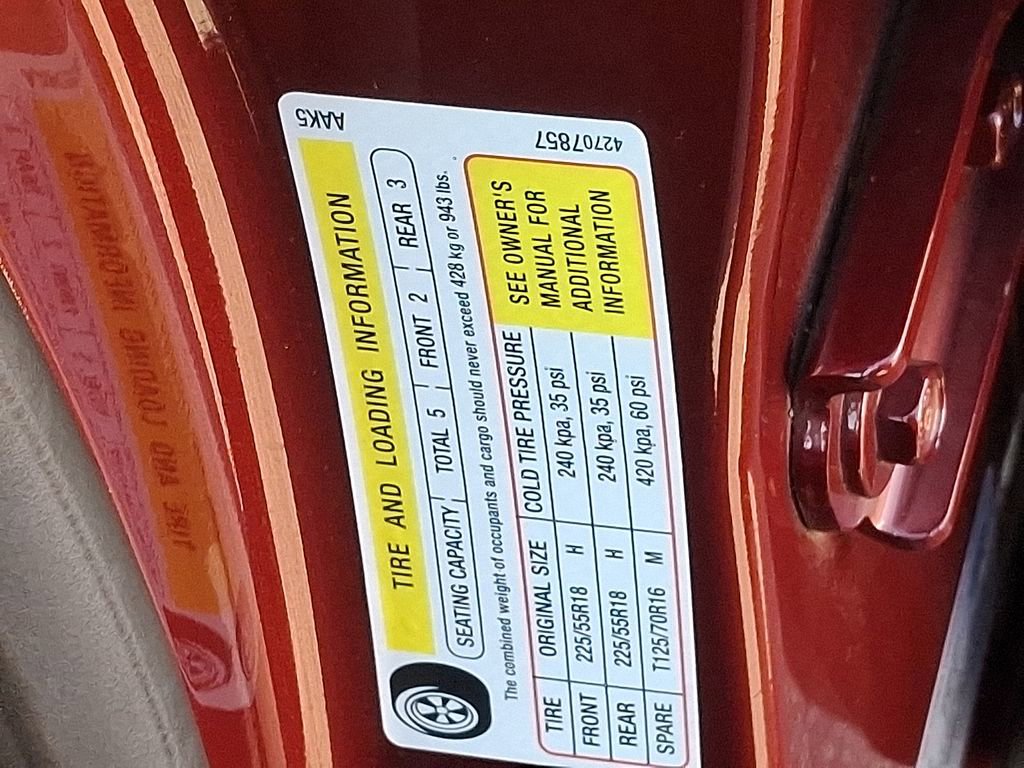 TIRE AND LOADING INFORMATION
AAK5
SEATING CAPACITY TOTAL 5 FRONT 2 REAR 3
The combined weight of occupants and cargo should never exceed 428 kg or 943 lbs.
TIRE ORIGINAL SIZE COLD TIRE PRESSURE
FRONT 225/55R18 H 240 kpa, 35 psi
REAR 225/55R18 H 240 kpa, 35 psi
SPARE T125/70R16 M 420 kpa, 60 psi
SEE OWNER'S
MANUAL FOR
ADDITIONAL
INFORMATION
42707857